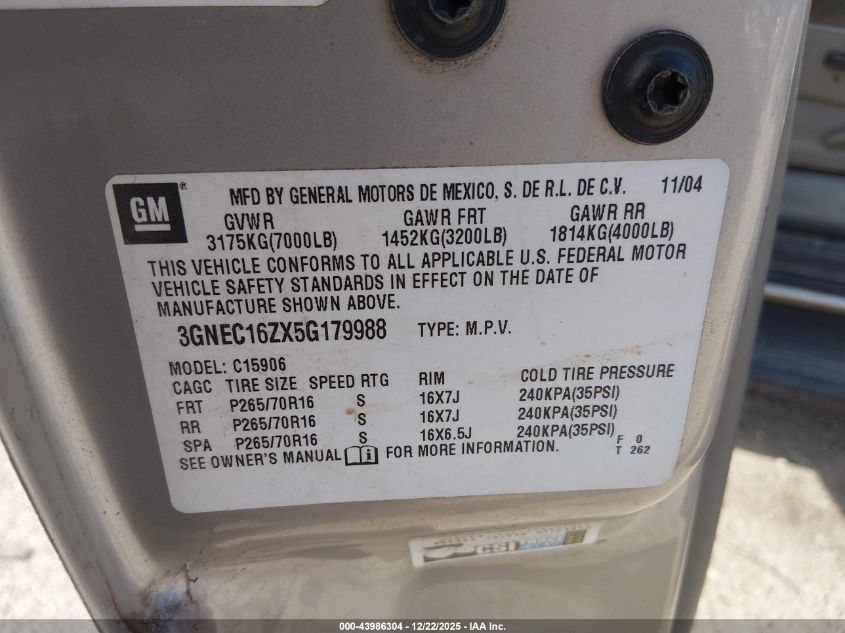 GM ® MFD BY GENERAL MOTORS DE MEXICO, S. DE R.L. DE C.V. 11/04
GVWR GAWR FRT GAWR RR
3175KG(7000LB) 1452KG(3200LB) 1814KG(4000LB)
THIS VEHICLE CONFORMS TO ALL APPLICABLE U.S. FEDERAL MOTOR
VEHICLE SAFETY STANDARDS IN EFFECT ON THE DATE OF
MANUFACTURE SHOWN ABOVE.
3GNEC16ZX5G179988 TYPE: M.P.V.
MODEL: C15906
CAGC TIRE SIZE SPEED RTG RIM COLD TIRE PRESSURE
FRT P265/70R16 S 16X7J 240KPA(35PSI)
RR P265/70R16 S 16X7J 240KPA(35PSI)
SPA P265/70R16 S 16X6.5J 240KPA(35PSI)
SEE OWNER'S MANUAL i FOR MORE INFORMATION. F 0
T 262
CSI
000-43986304 - 12/22/2025 - IAA Inc.